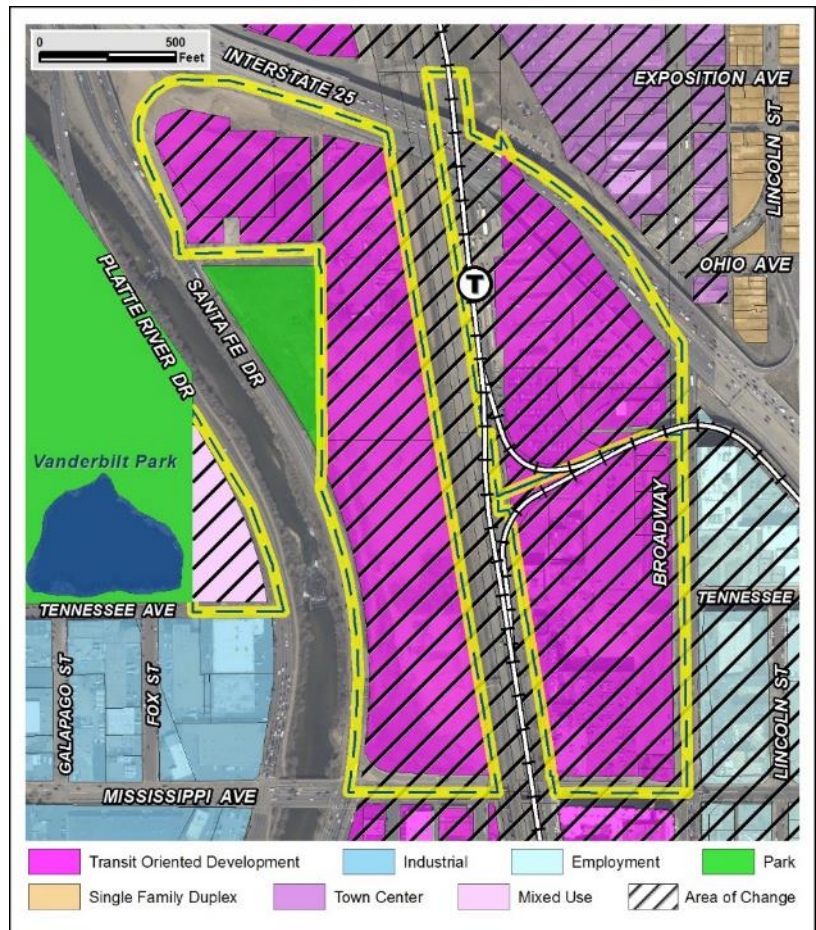 0 500
Feet
INTERSTATE 25
EXPOSITION AVE
LINCOLN ST
OHIO AVE
T
PLATTE RIVER DR
SANTA FE DR
Vanderbilt Park
BROADWAY
TENNESSEE AVE
TENNESSEE
GALAPAGO ST
FOX ST
LINCOLN ST
MISSISSIPPI AVE
Transit Oriented Development
Industrial
Employment
Park
Single Family Duplex
Town Center
Mixed Use
Area of Change